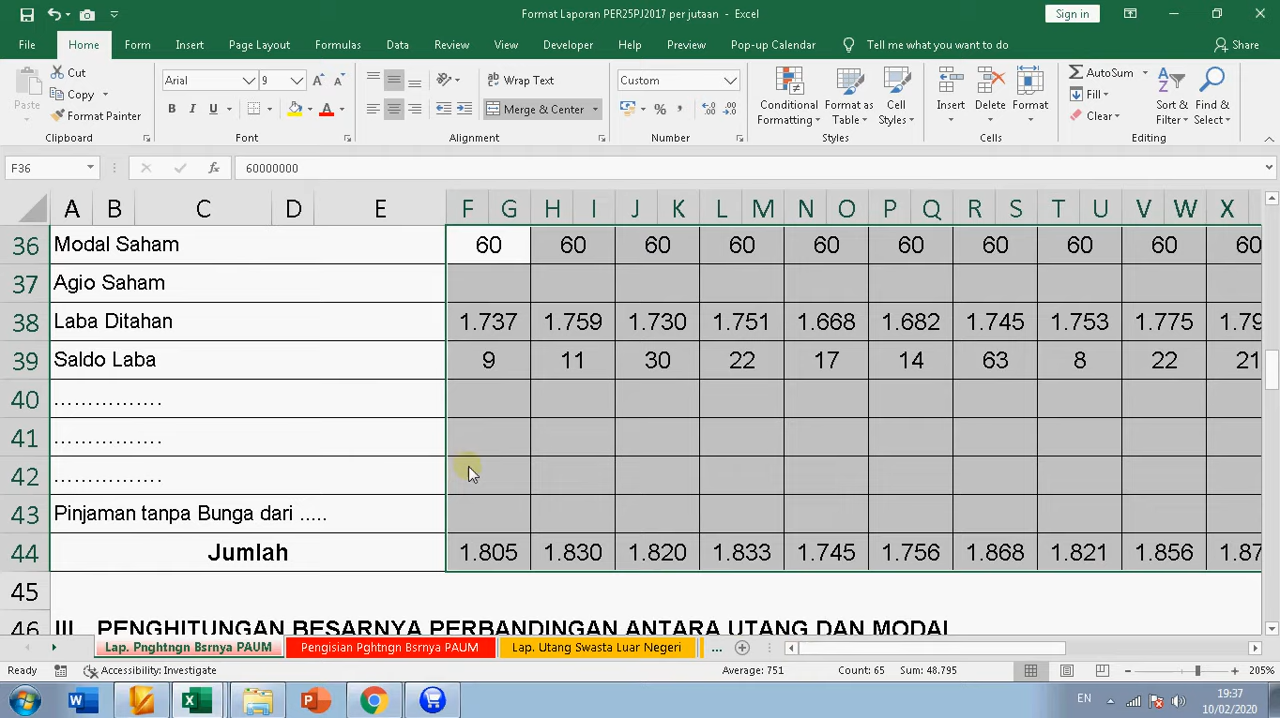 Format Laporan PER25PJ2017 per jutaan - Excel
Sign in
File Home Form Insert Page Layout Formulas Data Review View Developer Help Preview Pop-up Calendar Tell me what you want to do Share
Paste
Cut
Copy
Format Painter
Clipboard
Arial 9
B I U A
Font
Wrap Text
Merge & Center
Alignment
Custom
%
Number
Conditional Formatting
Format as Table
Cell Styles
Styles
Insert
Delete
Format
Cells
AutoSum
Fill
Clear
Sort & Filter
Find & Select
Editing
F36 fx 60000000
A B C D E F G H I J K L M N O P Q R S T U V W X
36 Modal Saham 60 60 60 60 60 60 60 60 60 60
37 Agio Saham
38 Laba Ditahan 1.737 1.759 1.730 1.751 1.668 1.682 1.745 1.753 1.775 1.79
39 Saldo Laba 9 11 30 22 17 14 63 8 22 21
40 ...............
41 ...............
42 ...............
43 Pinjaman tanpa Bunga dari .....
44 Jumlah 1.805 1.830 1.820 1.833 1.745 1.756 1.868 1.821 1.856 1.87
45
46 III. PENGHITUNGAN BESARNYA PERBANDINGAN ANTARA UTANG DAN MODAL
Lap. Pnghtngn Bsrnya PAUM Pengisian Pghtngn Bsrnya PAUM Lap. Utang Swasta Luar Negeri ...
Ready Accessibility: Investigate Average: 751 Count: 65 Sum: 48.795 205%
EN 19:37
10/02/2020